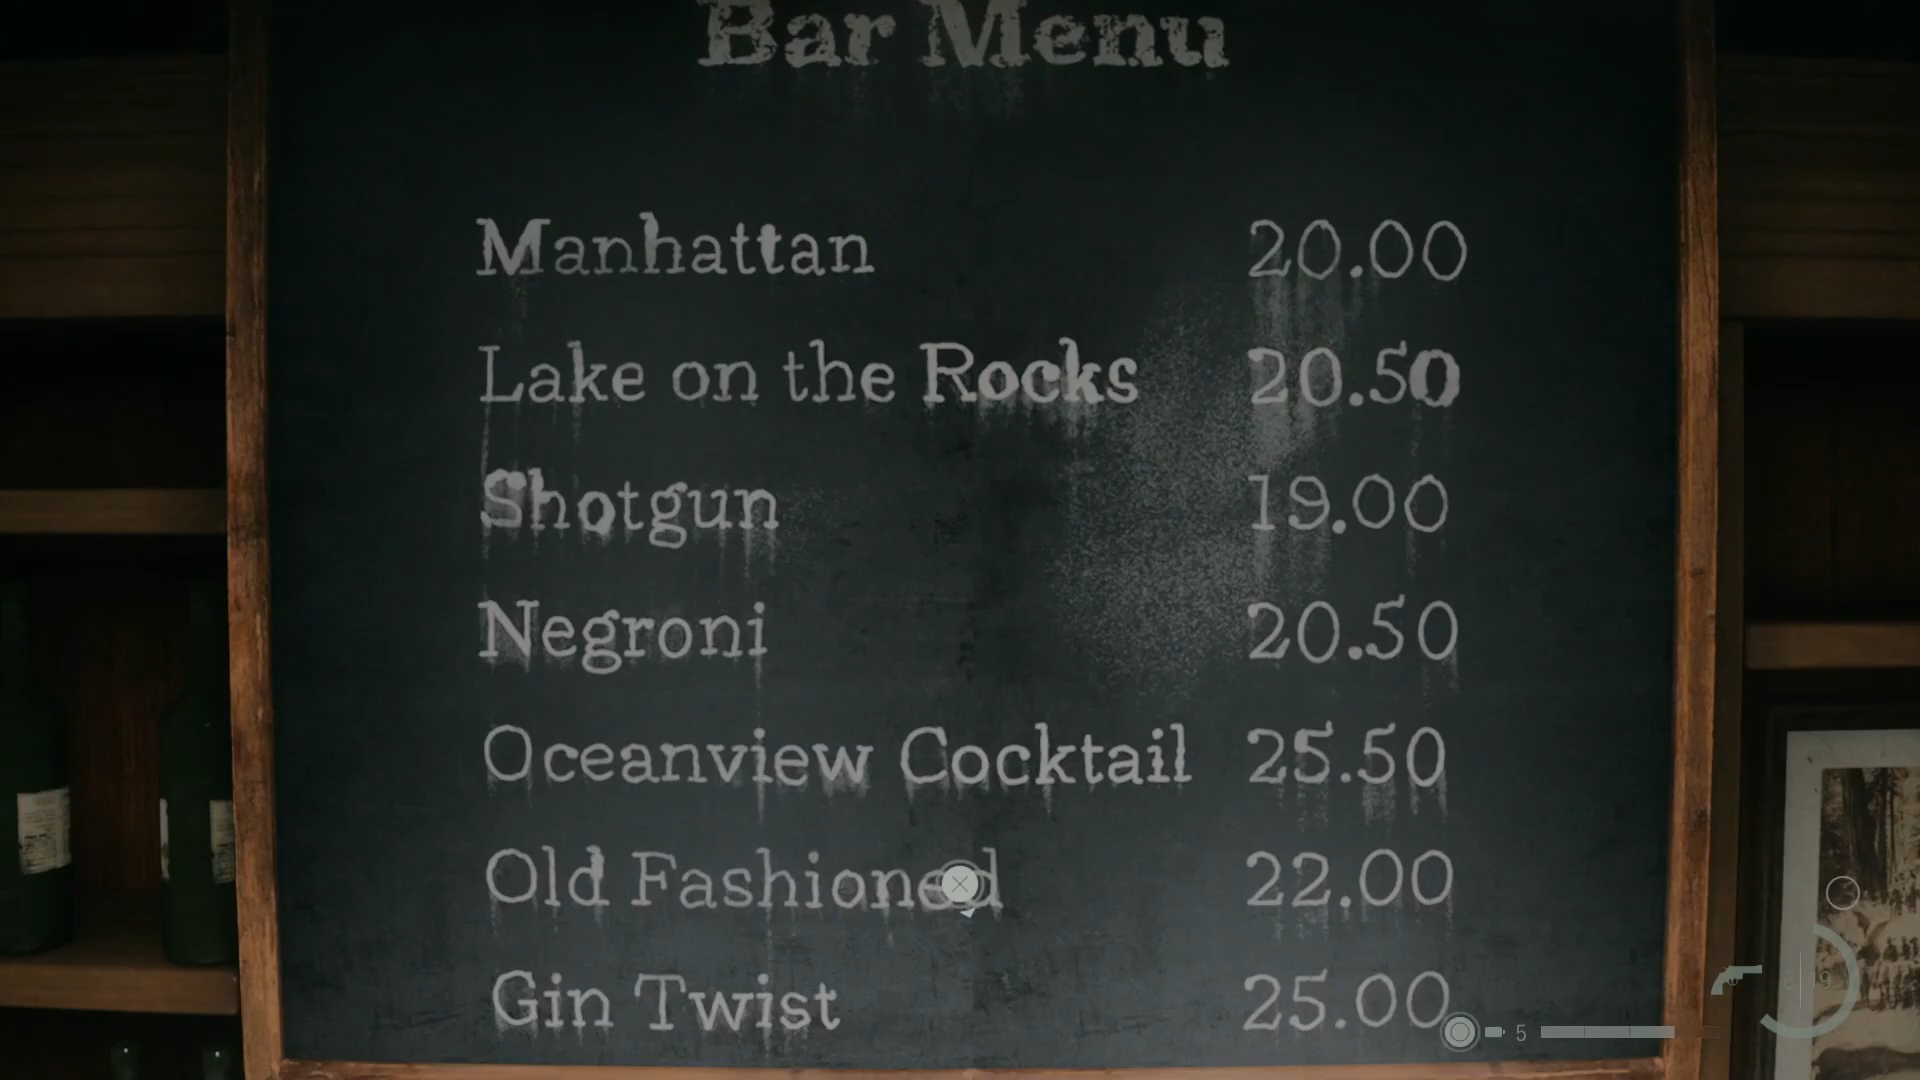 Bar Menu
Manhattan 20.00
Lake on the Rocks 20.50
Shotgun 19.00
Negroni 20.50
Oceanview Cocktail 25.50
Old Fashioned 22.00
Gin Twist 25.00
5